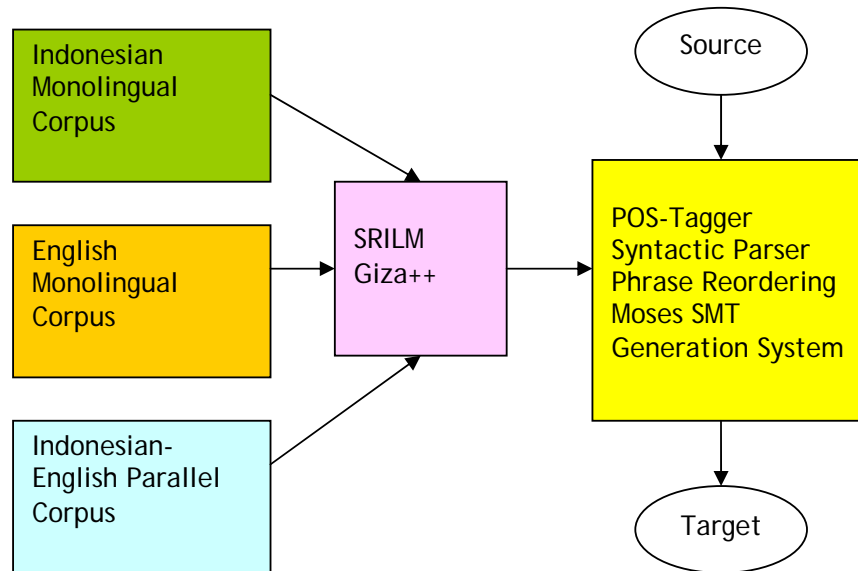 Indonesian
Monolingual
Corpus
English
Monolingual
Corpus
Indonesian-
English Parallel
Corpus
SRILM
Giza++
Source
POS-Tagger
Syntactic Parser
Phrase Reordering
Moses SMT
Generation System
Target